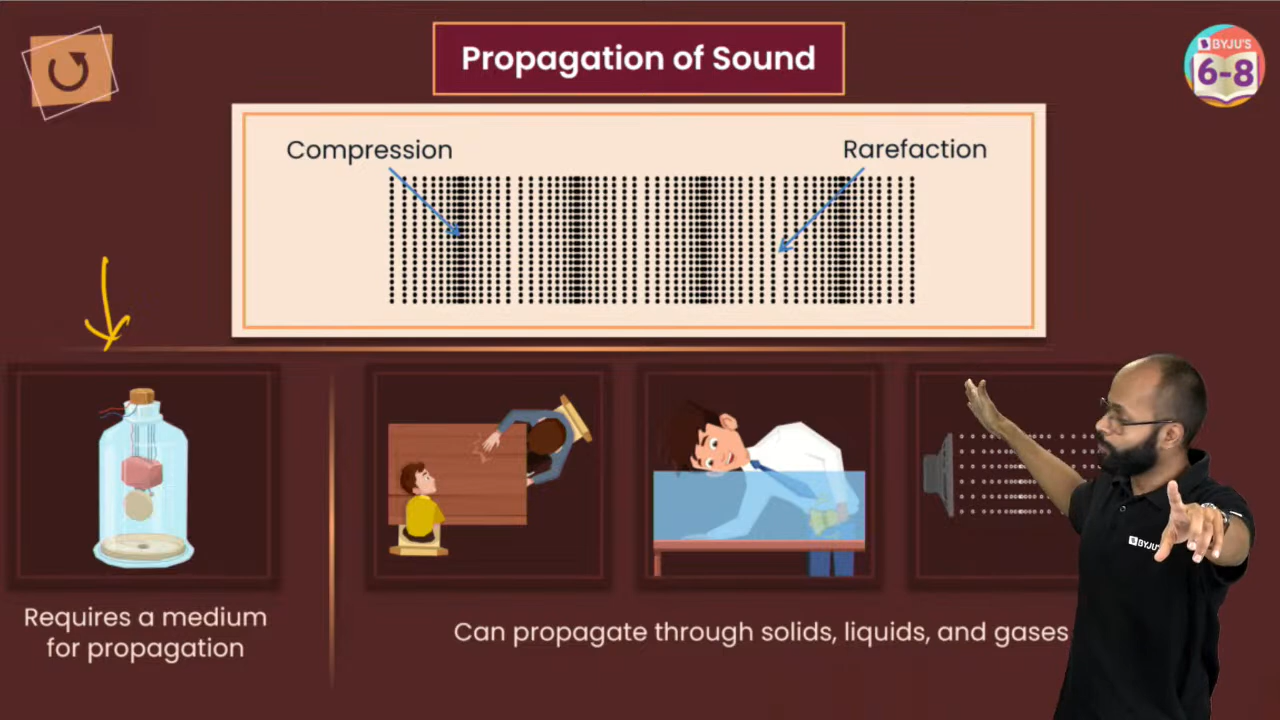 Propagation of Sound
BYJU'S
6-8
Compression
Rarefaction
Requires a medium
for propagation
Can propagate through solids, liquids, and gases
BYJU'S